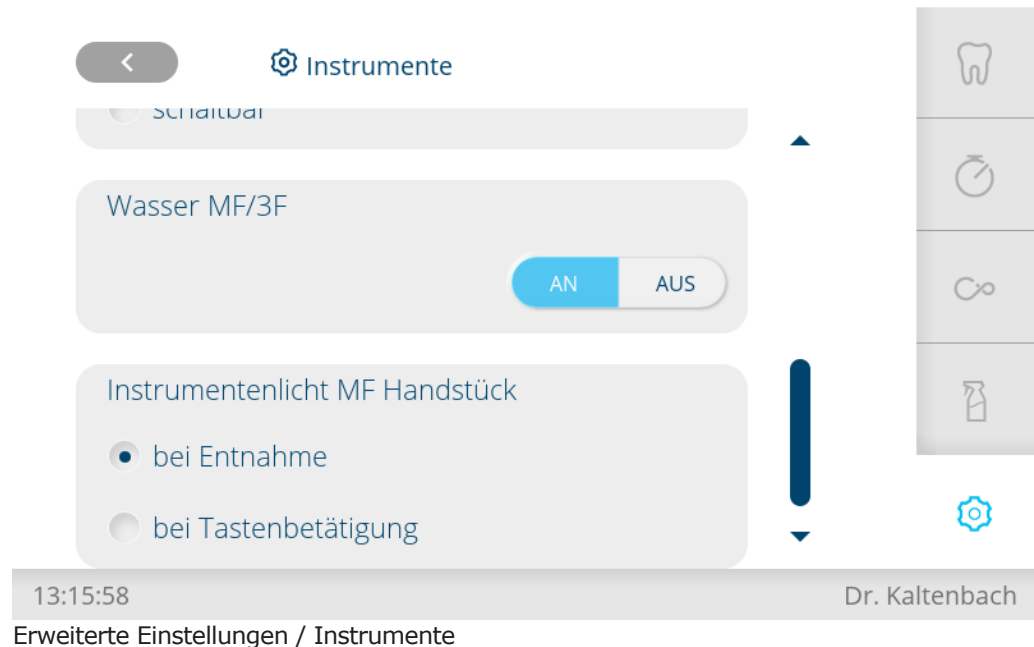 Instrumente
schaltbar
Wasser MF/3F
AN AUS
Instrumentenlicht MF Handstück
bei Entnahme
bei Tastenbetätigung
13:15:58 Dr. Kaltenbach
Erweiterte Einstellungen / Instrumente